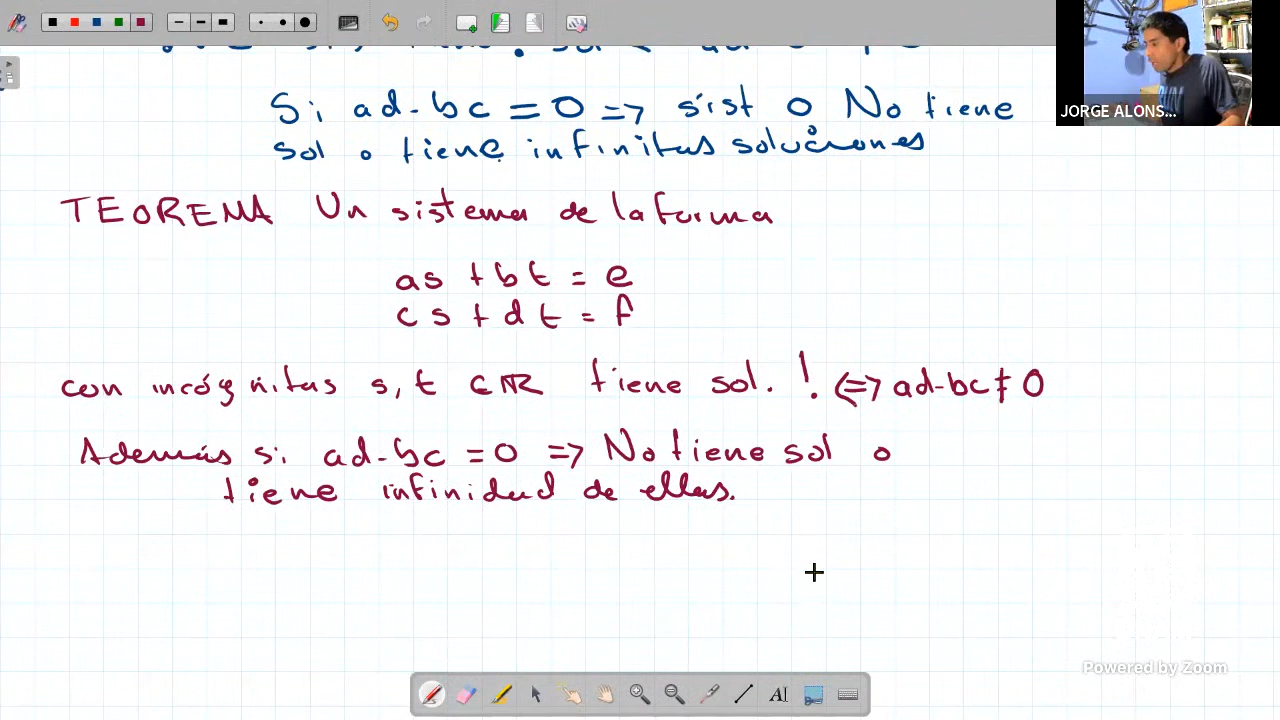 Si ad-bc = 0 => sist o No tiene
sol o tiene infinitas soluciones
TEOREMA Un sistema de la forma
as + bt = e
cs + dt = f
con incógnitas s, t ∈ ℝ tiene sol. ! <=> ad-bc ≠ 0
Además si ad-bc = 0 => No tiene sol o
tiene infinidad de ellas.
JORGE ALONS...
Powered by Zoom
AI